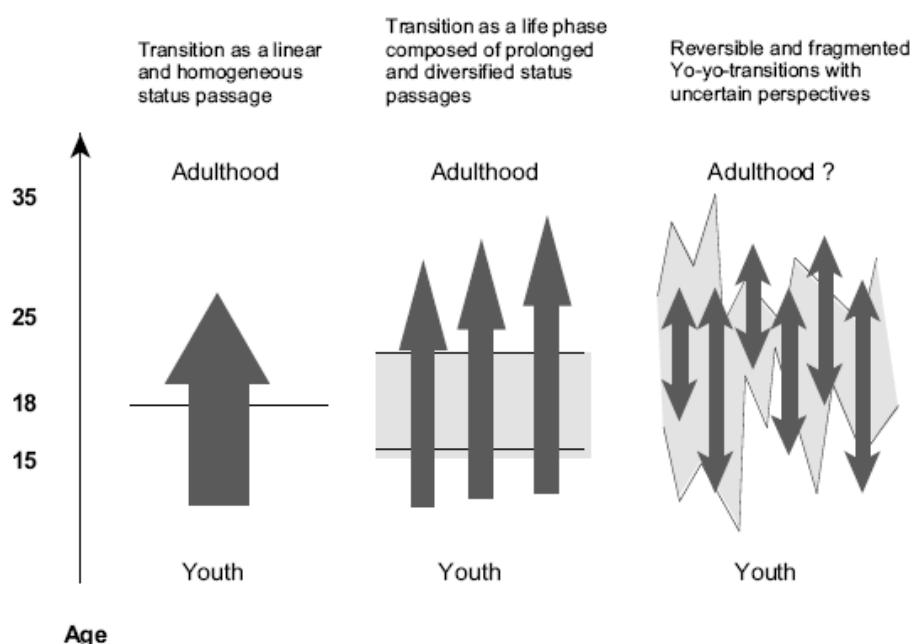 Transition as a linear
and homogeneous
status passage
Transition as a life phase
composed of prolonged
and diversified status
passages
Reversible and fragmented
Yo-yo-transitions with
uncertain perspectives
Adulthood
Adulthood
Adulthood ?
35
25
18
15
Youth
Youth
Youth
Age